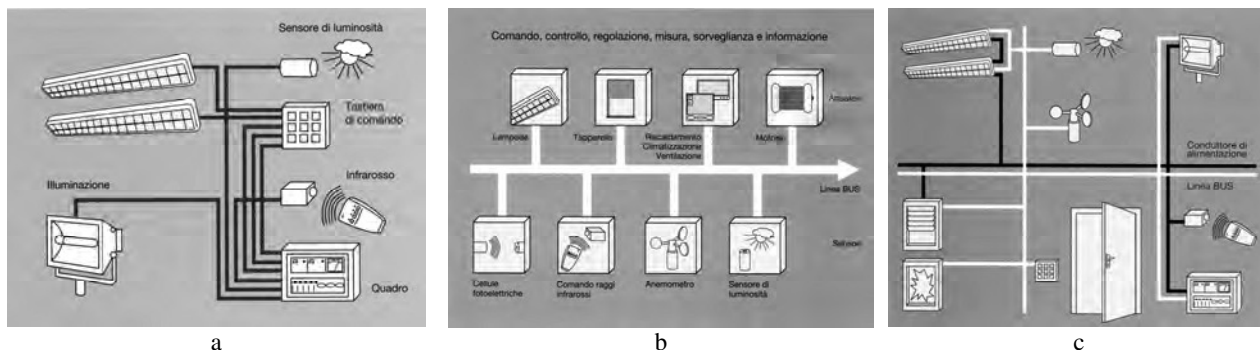 Sensore di luminosità
Tastiera
di comando
Infrarosso
Illuminazione
Quadro
a
Comando, controllo, regolazione, misura, sorveglianza e informazione
Attuatori
Lampade
Tapparelle
Riscaldamento
Climatizzazione
Ventilazione
Motores
Linea BUS
Sensori
Cellule
fotoelettriche
Comando raggi
infrarossi
Anemometro
Sensore di
luminosità
b
Conduttore di
alimentazione
Linea BUS
c